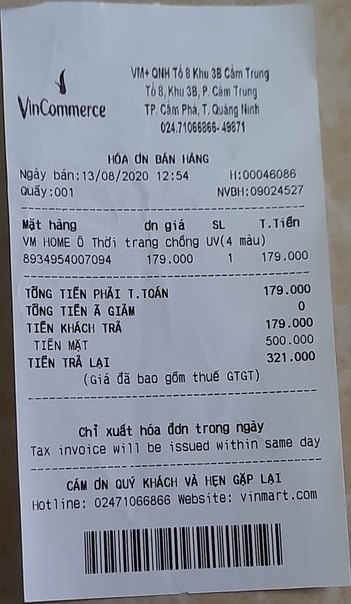 VinCommerce
VM+ QNH Tổ 8 Khu 3B Cẩm Trung
Tổ 8, Khu 3B, P. Cẩm Trung
TP. Cẩm Phả, T. Quảng Ninh
024.71066866-49871
HÓA ĐN BÁN HÀNG
Ngày bán:13/08/2020 12:54 H:00046086
Quầy:001 NVBH:09024527
Mặt hàng ơn giá SL T.Tiền
VM HOME Ô Thời trang chống UV(4 màu)
8934954007094 179.000 1 179.000
TỔNG TIỀN PHẢI T.TOÁN 179.000
TỔNG TIỀN Ã GIẢM 0
TIỀN KHÁCH TRẢ 179.000
TIỀN MẶT 500.000
TIỀN TRẢ LẠI 321.000
(Giá đã bao gồm thuế GTGT)
Chỉ xuất hóa đơn trong ngày
Tax invoice will be issued within same day
CẢM ƠN QUÝ KHÁCH VÀ HẸN GẶP LẠI
Hotline: 02471066866 Website: vinmart.com